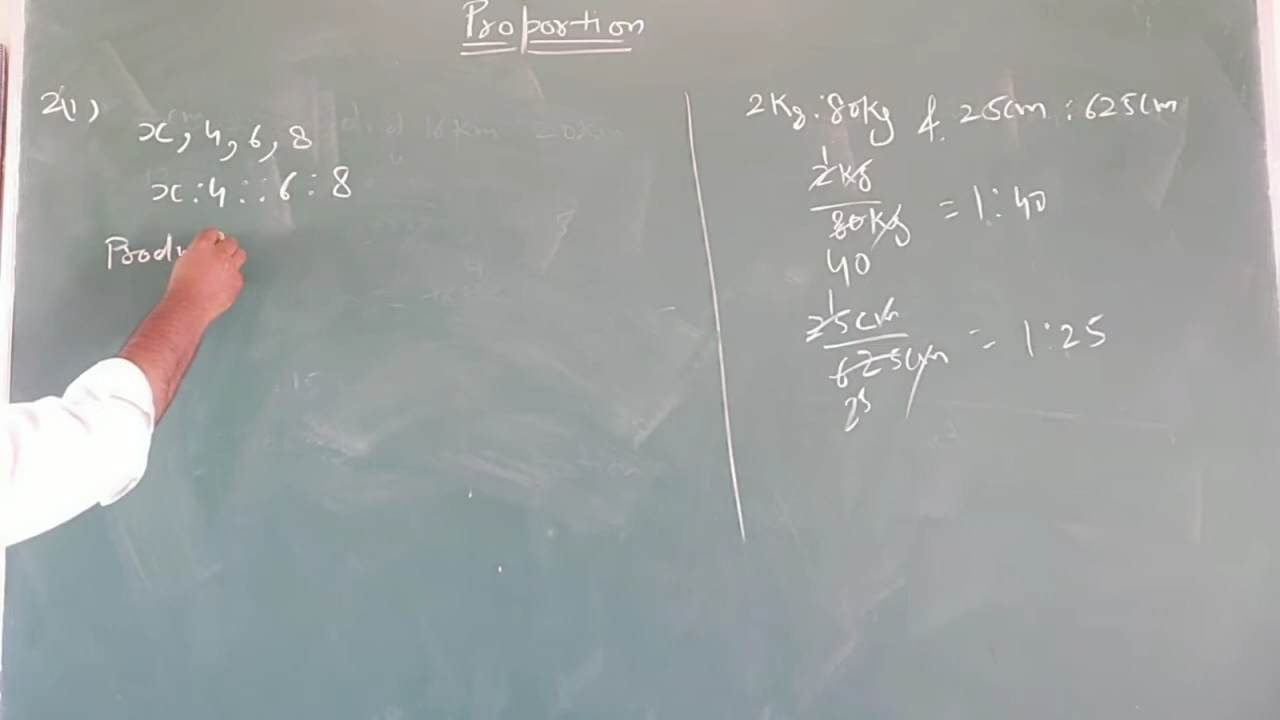 Proportion
2(1)
x, 4, 6, 8
x : 4 :: 6 : 8
Produ
2Kg : 80Kg & 25cm : 625cm
1
2Kg
80Kg
= 1 : 40
40
1
25cm
625cm
= 1 : 25
25